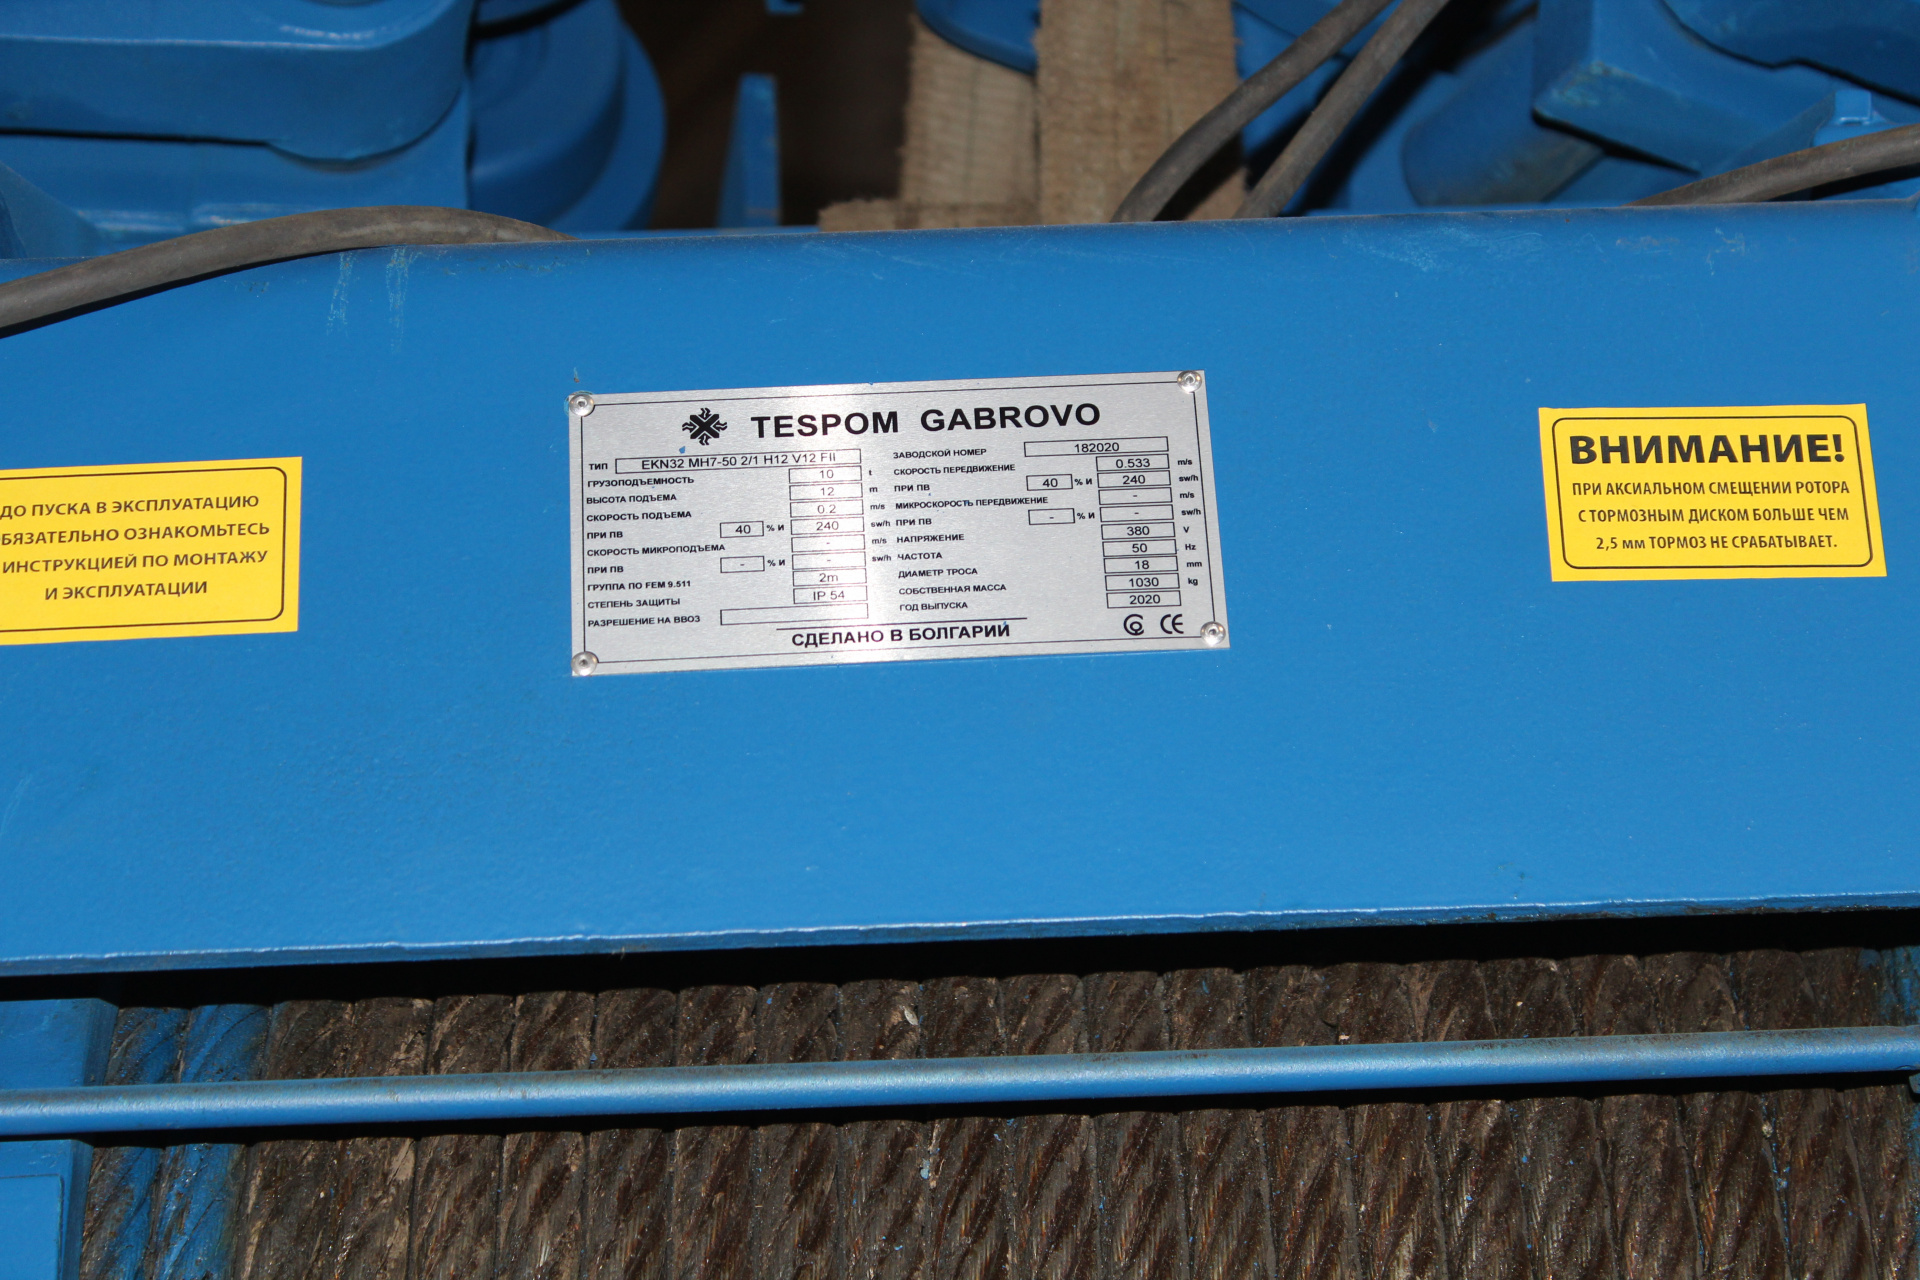 ДО ПУСКА В ЭКСПЛУАТАЦИЮ
БЯЗАТЕЛЬНО ОЗНАКОМЬТЕСЬ
ИНСТРУКЦИЕЙ ПО МОНТАЖУ
И ЭКСПЛУАТАЦИИ
TESPOM GABROVO
ТИП EKN32 MH7-50 2/1 H12 V12 FII
ГРУЗОПОДЪЕМНОСТЬ 10 t
ВЫСОТА ПОДЪЕМА 12 m
СКОРОСТЬ ПОДЪЕМА 0.2 m/s
ПРИ ПВ 40 % И 240 sw/h
СКОРОСТЬ МИКРОПОДЪЕМА - m/s
ПРИ ПВ - % И - sw/h
ГРУППА ПО FEM 9.511 2m
СТЕПЕНЬ ЗАЩИТЫ IP 54
РАЗРЕШЕНИЕ НА ВВОЗ
ЗАВОДСКОЙ НОМЕР 182020
СКОРОСТЬ ПЕРЕДВИЖЕНИЕ 0.533 m/s
ПРИ ПВ 40 % И 240 sw/h
МИКРОСКОРОСТЬ ПЕРЕДВИЖЕНИЕ - m/s
ПРИ ПВ - % И - sw/h
НАПРЯЖЕНИЕ 380 V
ЧАСТОТА 50 Hz
ДИАМЕТР ТРОСА 18 mm
СОБСТВЕННАЯ МАССА 1030 kg
ГОД ВЫПУСКА 2020
СДЕЛАНО В БОЛГАРИИ
CE
ВНИМАНИЕ!
ПРИ АКСИАЛЬНОМ СМЕЩЕНИИ РОТОРА
С ТОРМОЗНЫМ ДИСКОМ БОЛЬШЕ ЧЕМ
2,5 мм ТОРМОЗ НЕ СРАБАТЫВАЕТ.